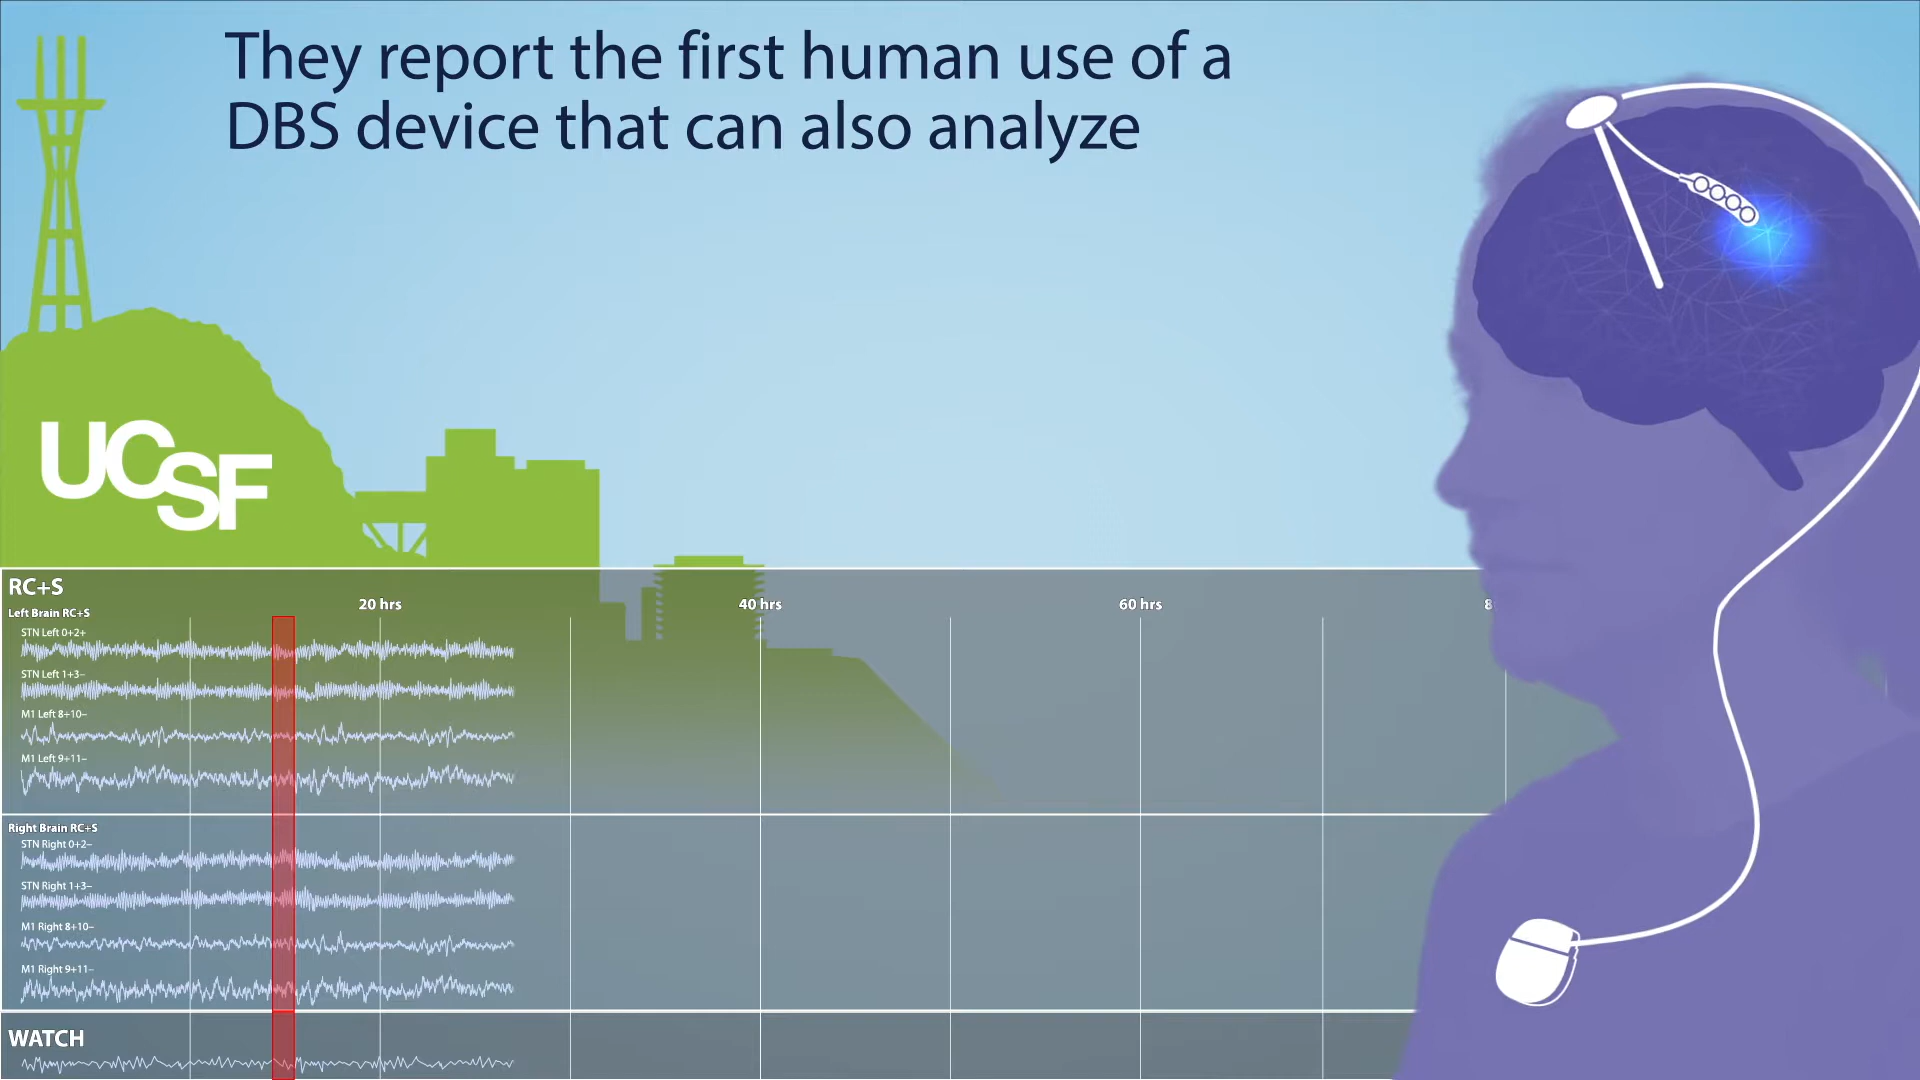 They report the first human use of a
DBS device that can also analyze
UCSF
RC+S
20 hrs
40 hrs
60 hrs
8
Left Brain RC+S
STN Left 0+2+
STN Left 1+3−
M1 Left 8+10−
M1 Left 9+11−
Right Brain RC+S
STN Right 0+2−
STN Right 1+3−
M1 Right 8+10−
M1 Right 9+11−
WATCH